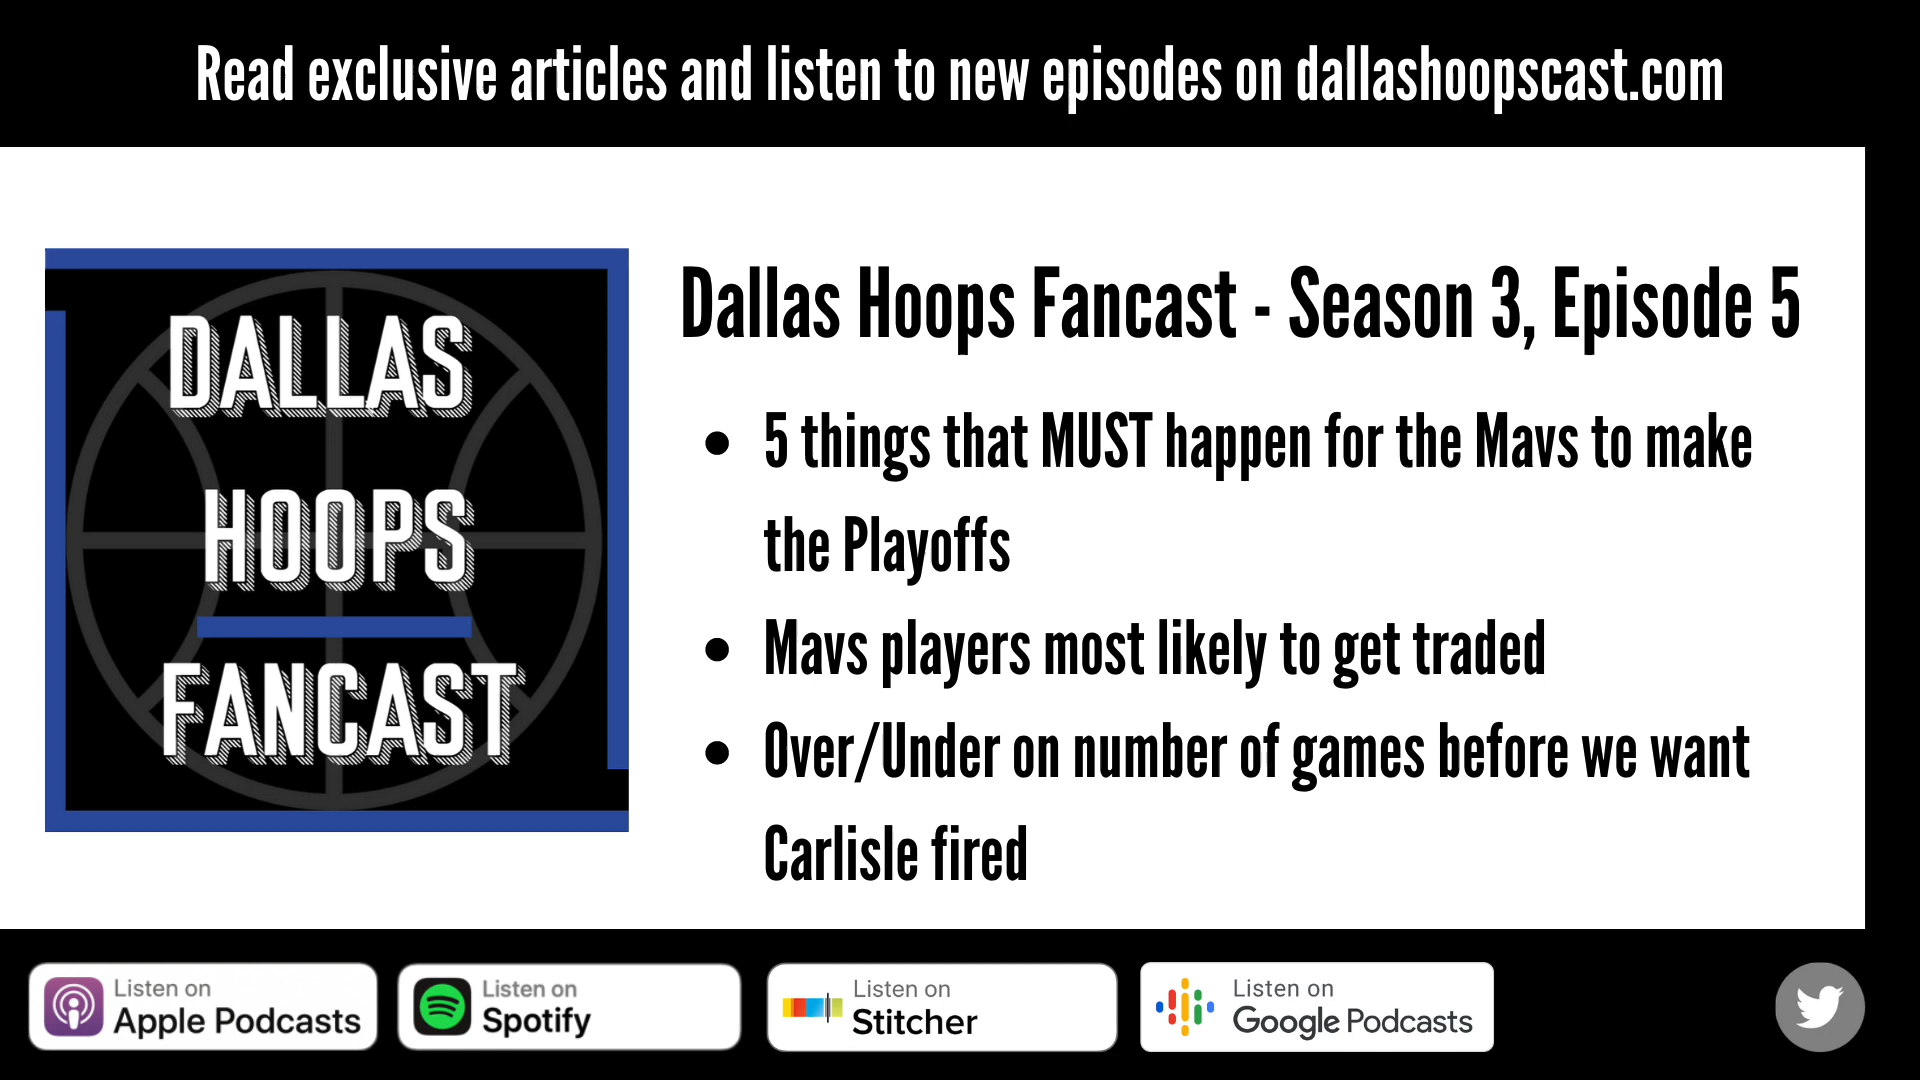 Read exclusive articles and listen to new episodes on dallashoopscast.com
DALLAS
HOOPS
FANCAST
Dallas Hoops Fancast - Season 3, Episode 5
• 5 things that MUST happen for the Mavs to make
the Playoffs
• Mavs players most likely to get traded
• Over/Under on number of games before we want
Carlisle fired
Listen on
Apple Podcasts
Listen on
Spotify
Listen on
Stitcher
Listen on
Google Podcasts